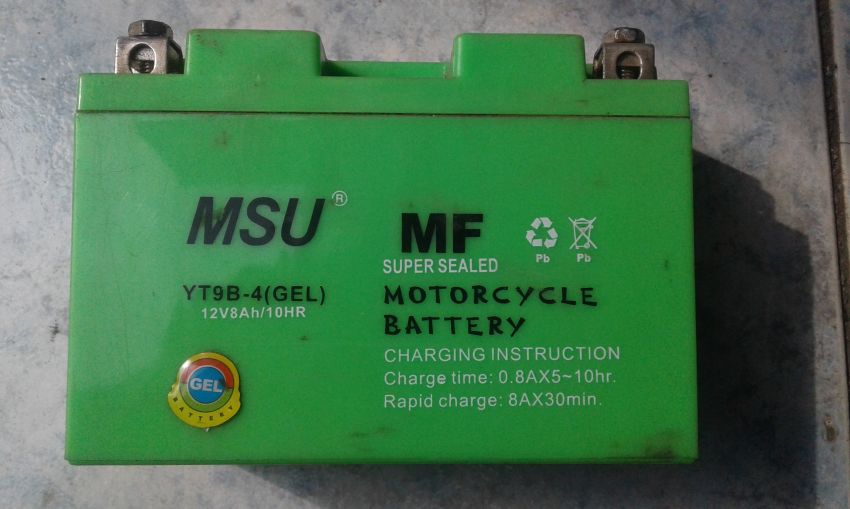 MSU®
MF
SUPER SEALED
Pb
Pb
YT9B-4(GEL)
12V8Ah/10HR
MOTORCYCLE
BATTERY
CHARGING INSTRUCTION
Charge time: 0.8AX5~10hr.
Rapid charge: 8AX30min.
GEL
BATTERY